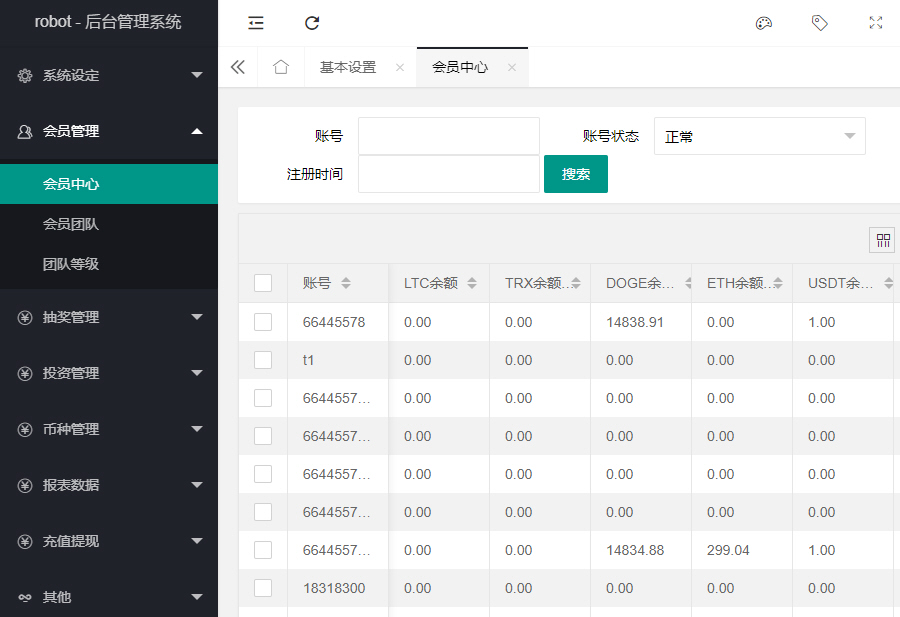 robot - 后台管理系统
系统设定
会员管理
会员中心
会员团队
团队等级
抽奖管理
投资管理
币种管理
报表数据
充值提现
其他
基本设置
会员中心
账号
账号状态 正常
注册时间 搜索
账号 LTC余额 TRX余额... DOGE余... ETH余额... USDT余...
66445578 0.00 0.00 14838.91 0.00 1.00
t1 0.00 0.00 0.00 0.00 0.00
6644557... 0.00 0.00 0.00 0.00 0.00
6644557... 0.00 0.00 0.00 0.00 0.00
6644557... 0.00 0.00 0.00 0.00 0.00
6644557... 0.00 0.00 0.00 0.00 0.00
6644557... 0.00 0.00 14834.88 299.04 1.00
18318300 0.00 0.00 0.00 0.00 0.00